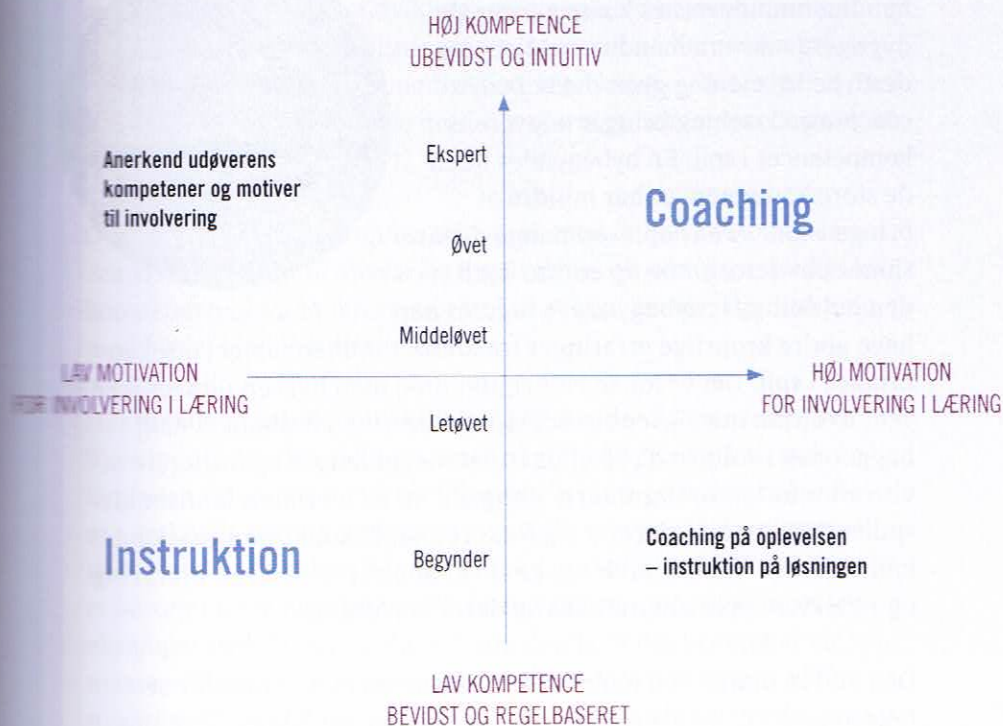 HØJ KOMPETENCE
UBEVIDST OG INTUITIV
Anerkend udøverens
kompetener og motiver
til involvering
Ekspert
Coaching
Øvet
Middeløvet
LAV MOTIVATION
FOR INVOLVERING I LÆRING
HØJ MOTIVATION
FOR INVOLVERING I LÆRING
Letøvet
Instruktion
Begynder
Coaching på oplevelsen
– instruktion på løsningen
LAV KOMPETENCE
BEVIDST OG REGELBASERET